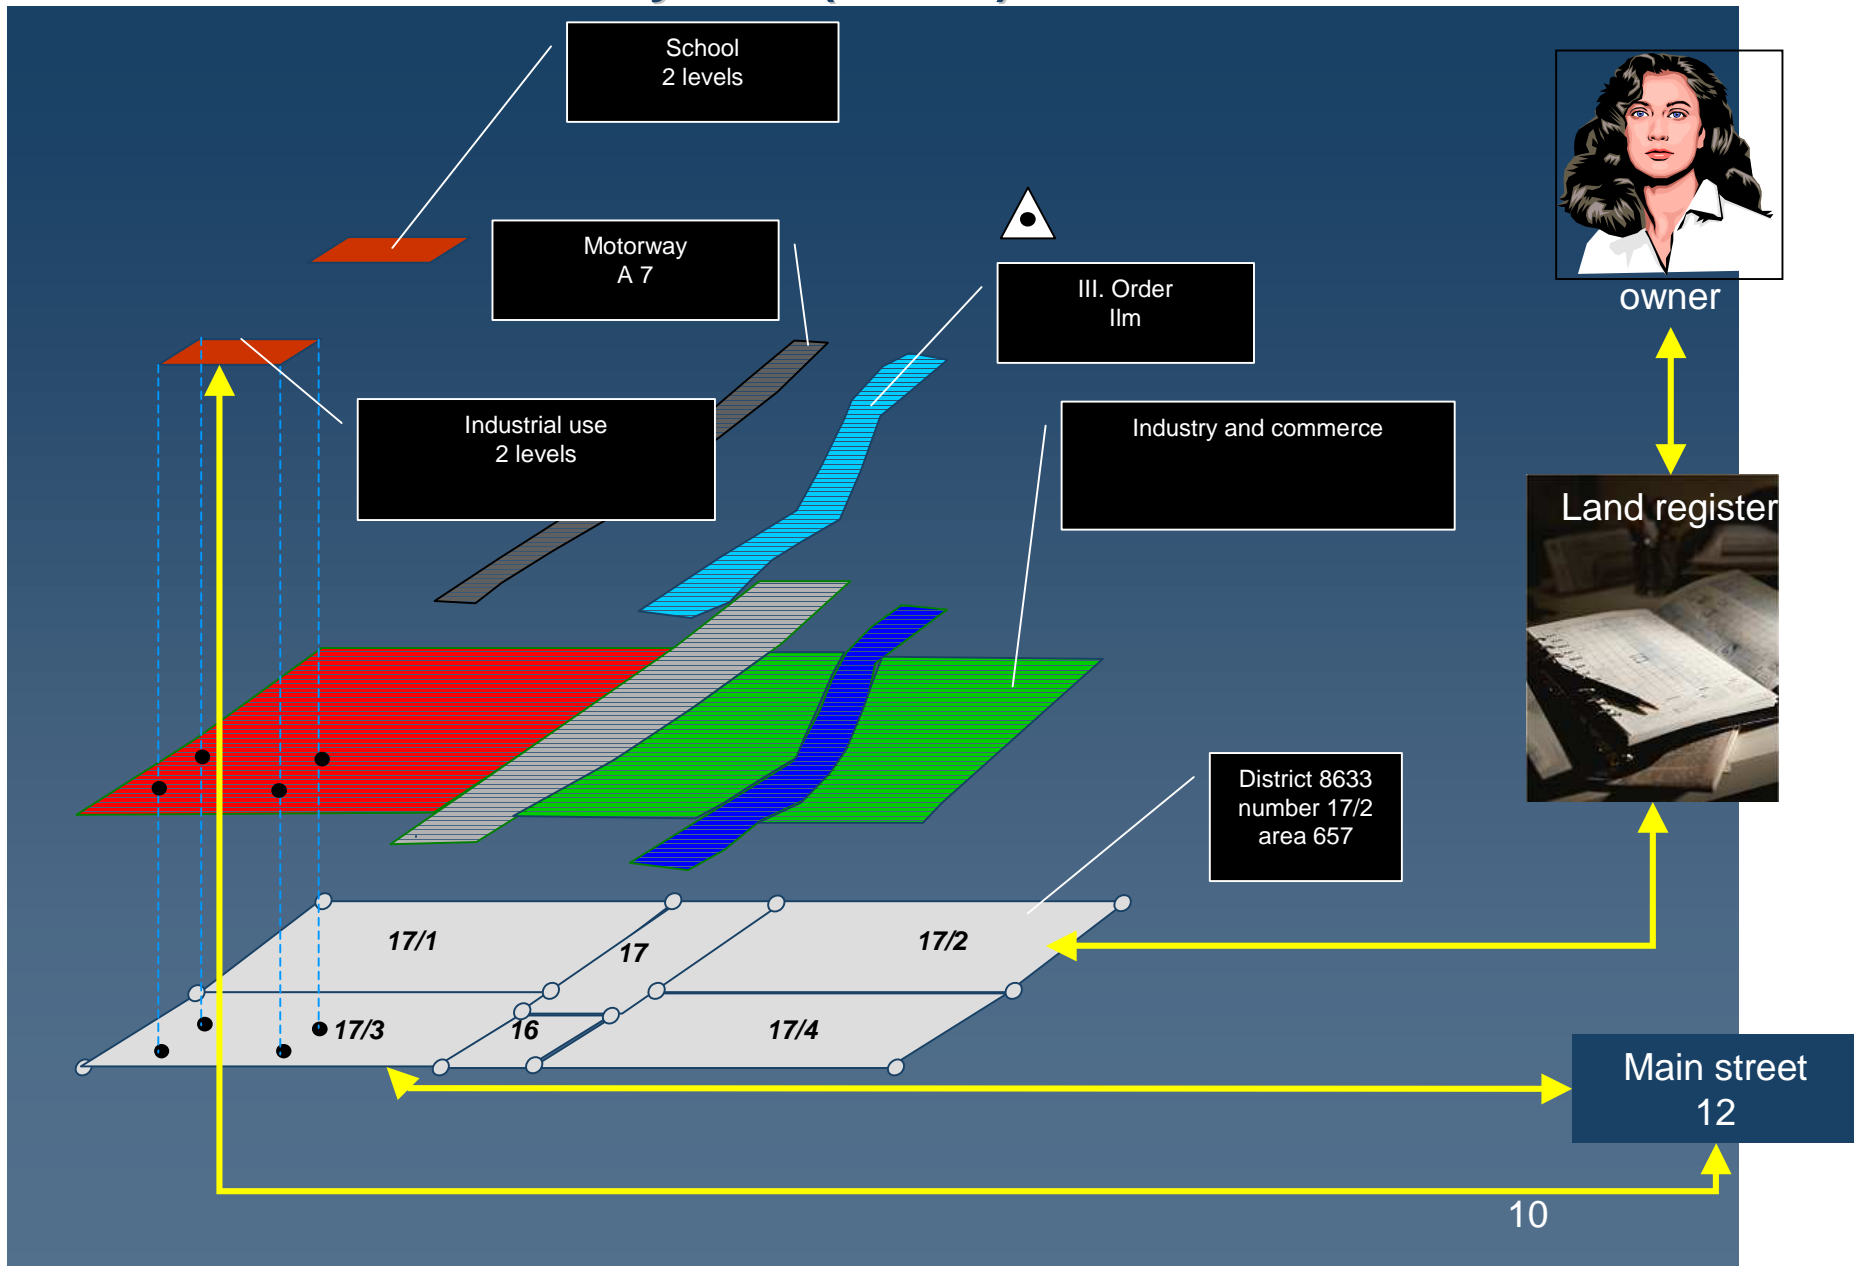 School
2 levels
Motorway
A 7
III. Order
Ilm
owner
Industrial use
2 levels
Industry and commerce
Land register
District 8633
number 17/2
area 657
17/1
17
17/2
17/3
16
17/4
Main street
12
10